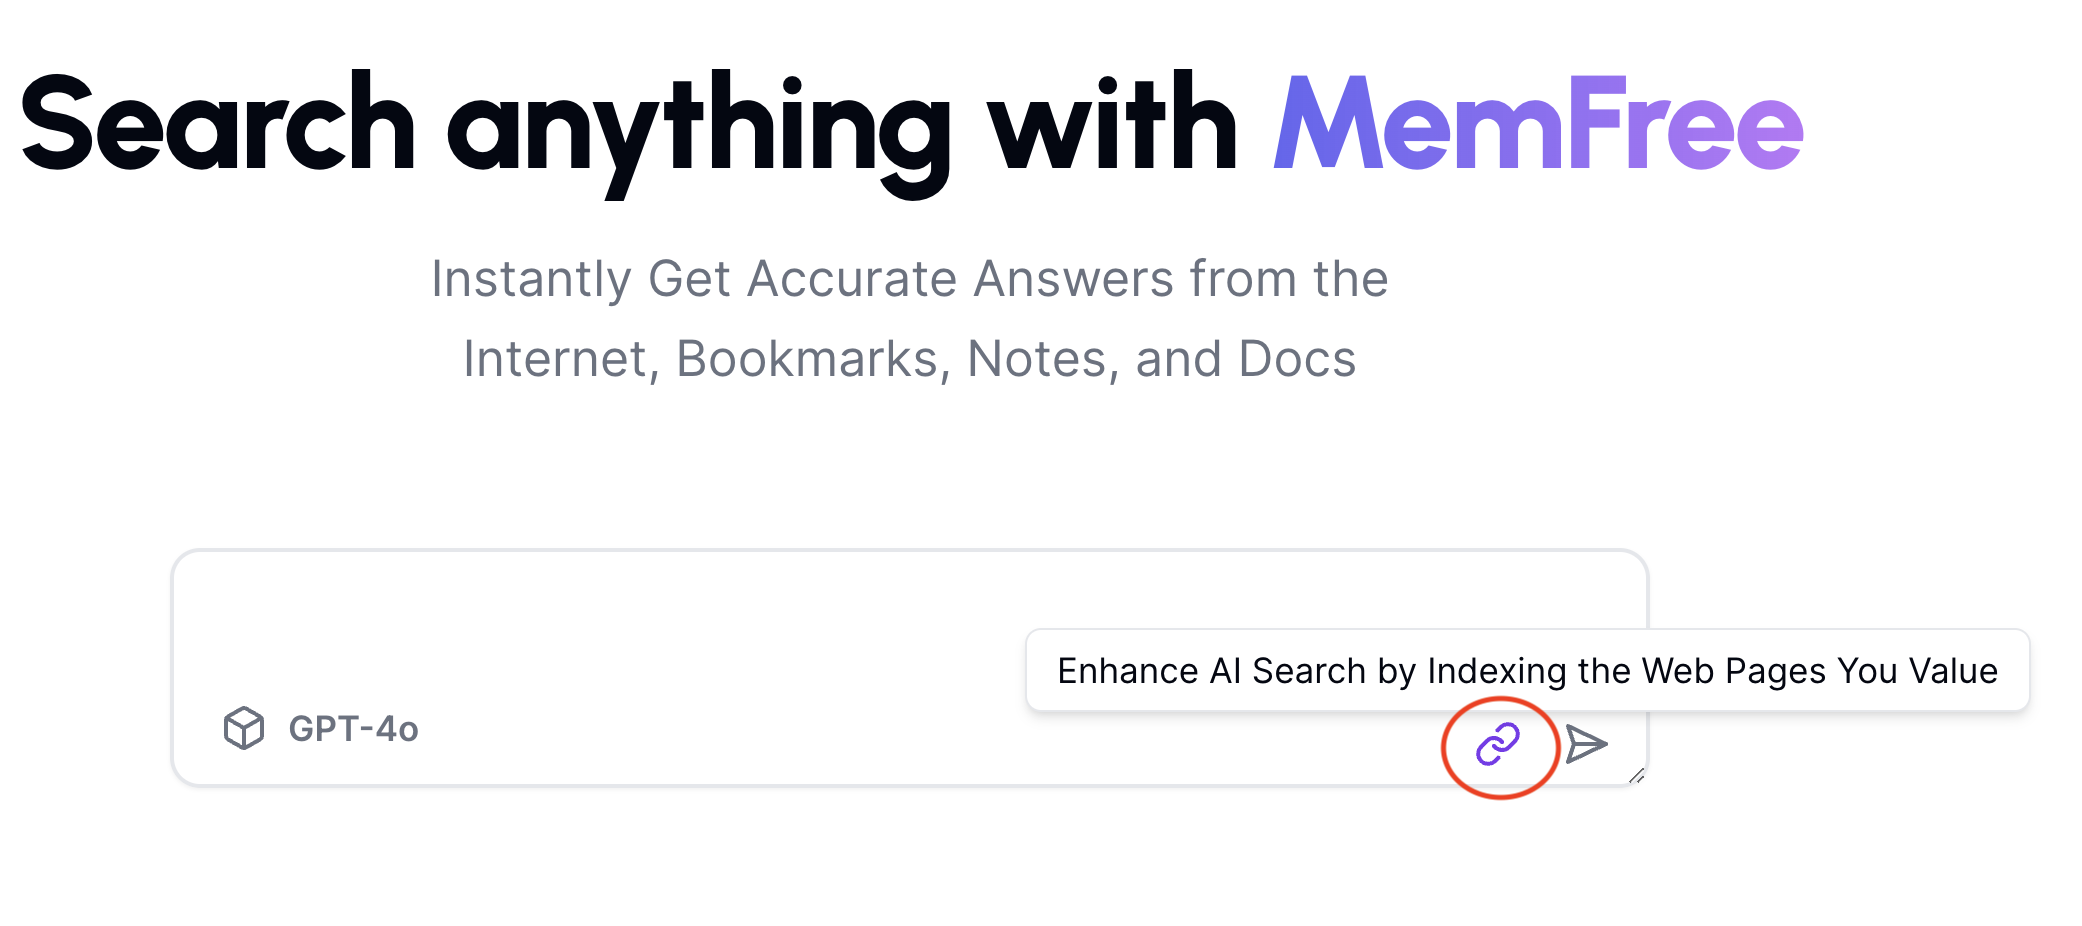 Search anything with MemFree
Instantly Get Accurate Answers from the
Internet, Bookmarks, Notes, and Docs
Enhance AI Search by Indexing the Web Pages You Value
GPT-4o